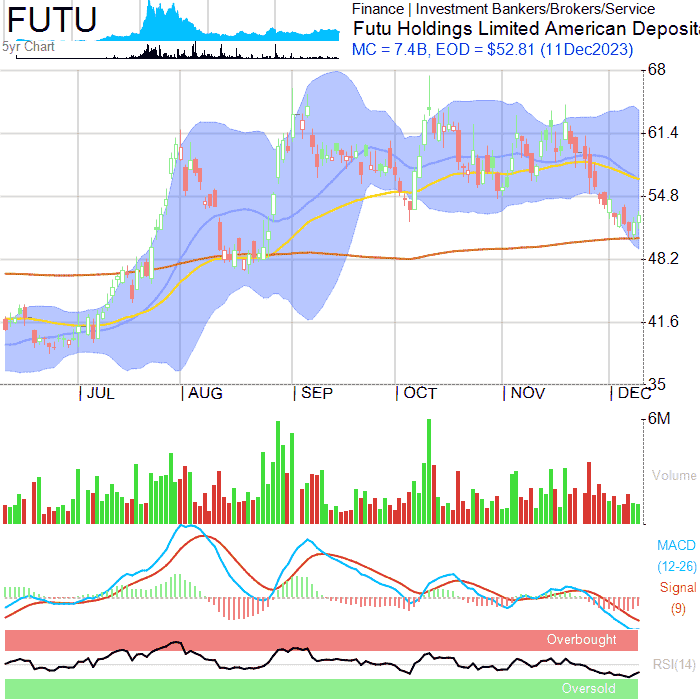 FUTU
5yr Chart
Finance | Investment Bankers/Brokers/Service
Futu Holdings Limited American Deposit
MC = 7.4B, EOD = $52.81 (11Dec2023)
68
61.4
54.8
48.2
41.6
35
JUL AUG SEP OCT NOV DEC
6M
Volume
MACD
(12-26)
Signal
(9)
Overbought
RSI(14)
Oversold